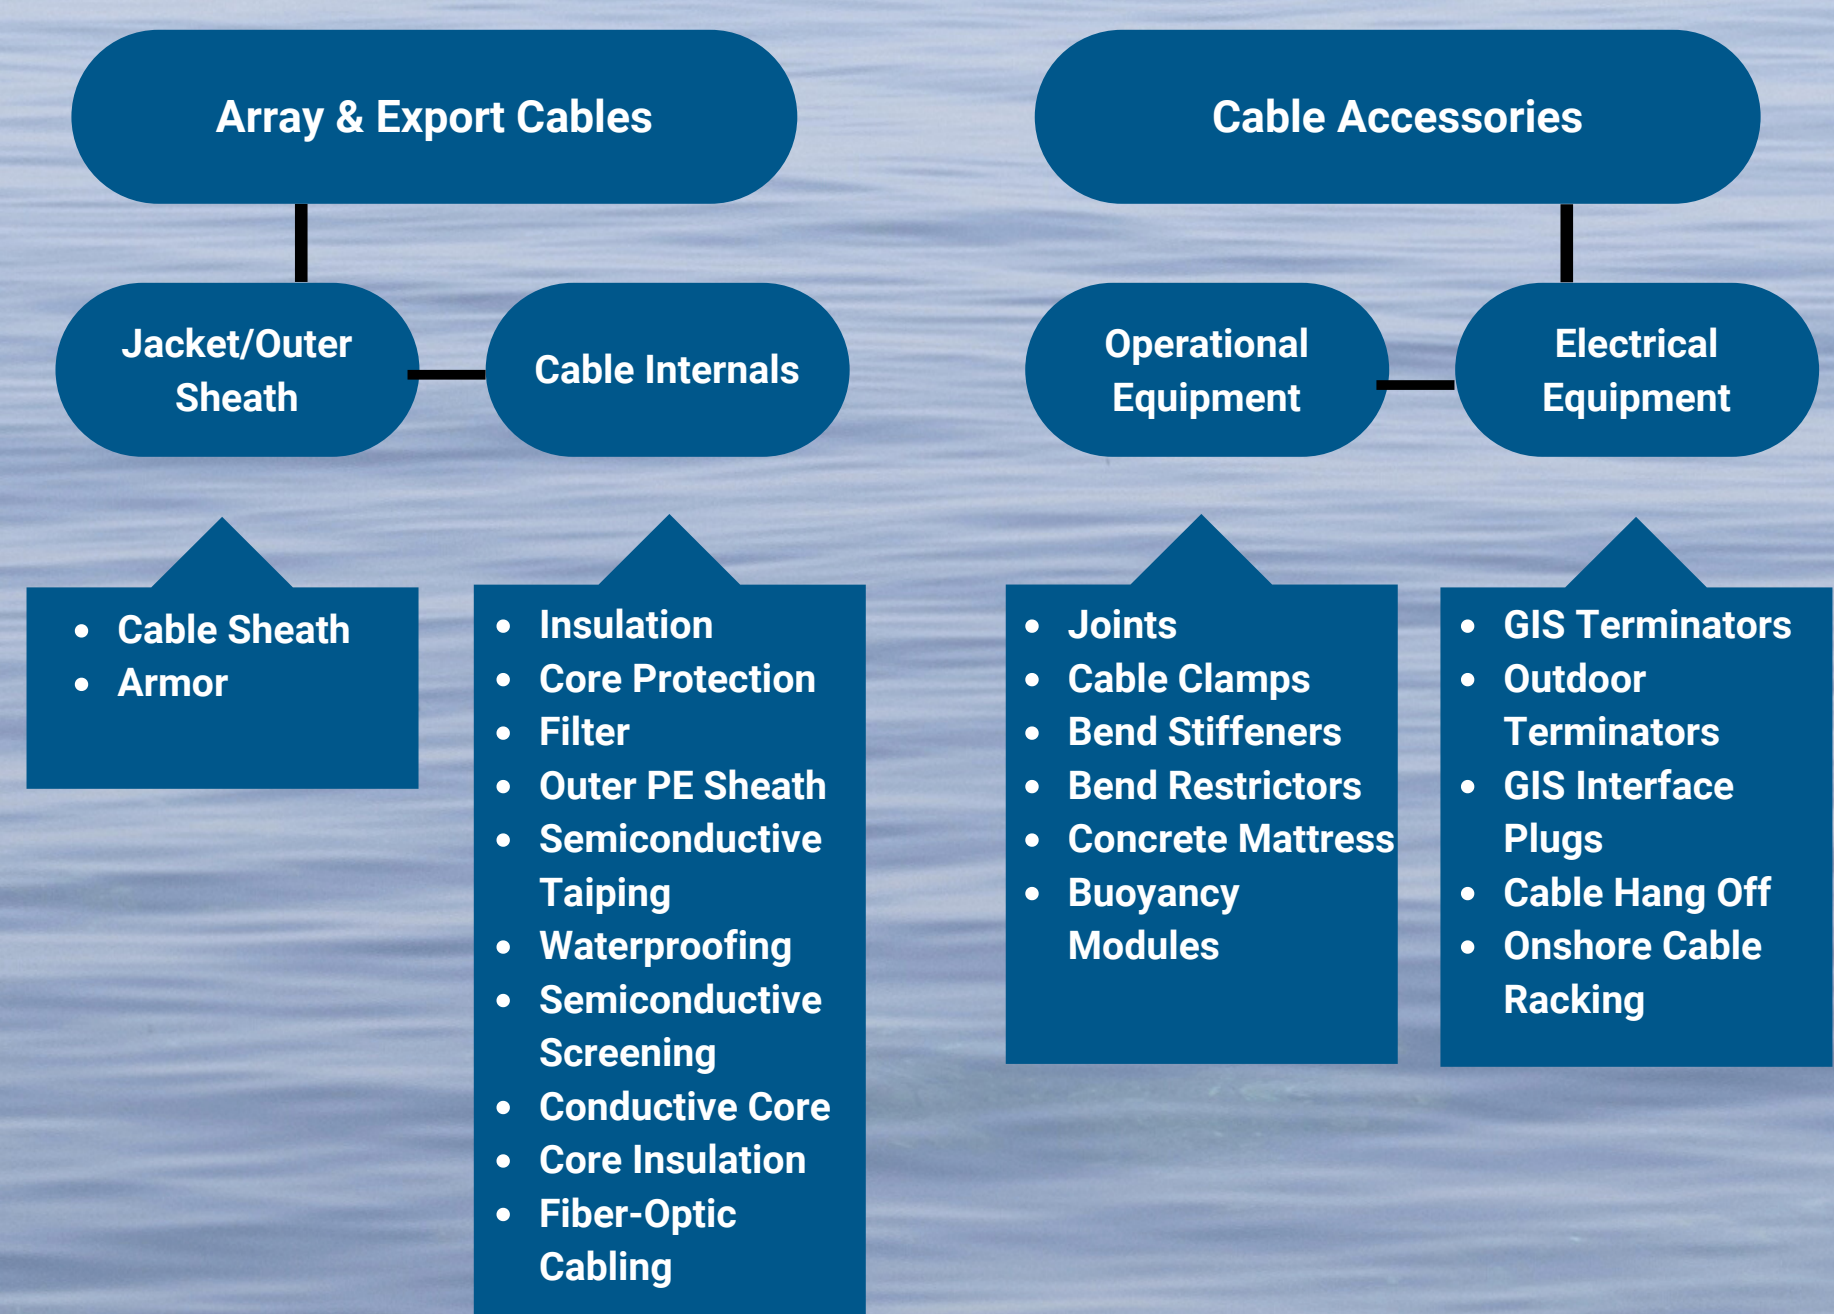 Array & Export Cables
Cable Accessories
Jacket/Outer
Sheath
Cable Internals
Operational
Equipment
Electrical
Equipment
• Cable Sheath
• Armor
• Insulation
• Core Protection
• Filter
• Outer PE Sheath
• Semiconductive
Taiping
• Waterproofing
• Semiconductive
Screening
• Conductive Core
• Core Insulation
• Fiber-Optic
Cabling
• Joints
• Cable Clamps
• Bend Stiffeners
• Bend Restrictors
• Concrete Mattress
• Buoyancy
Modules
• GIS Terminators
• Outdoor
Terminators
• GIS Interface
Plugs
• Cable Hang Off
• Onshore Cable
Racking